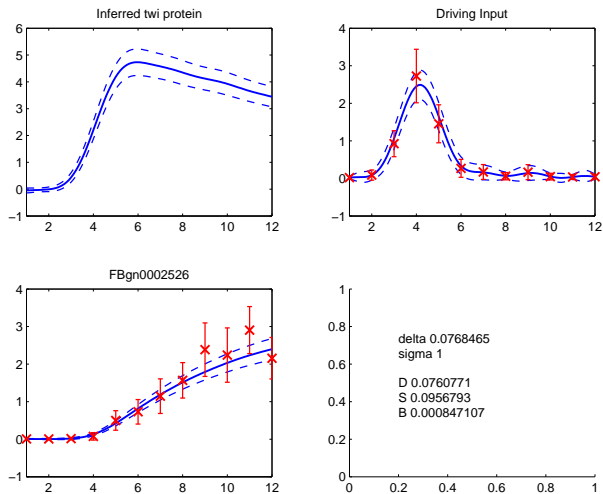 Inferred twi protein
6
5
4
3
2
1
0
−1
2 4 6 8 10 12
Driving Input
4
3
2
1
0
−1
2 4 6 8 10 12
FBgn0002526
4
3
2
1
0
−1
2 4 6 8 10 12
1
0.8
0.6
0.4
0.2
0
0 0.2 0.4 0.6 0.8 1
delta 0.0768465
sigma 1
D 0.0760771
S 0.0956793
B 0.000847107